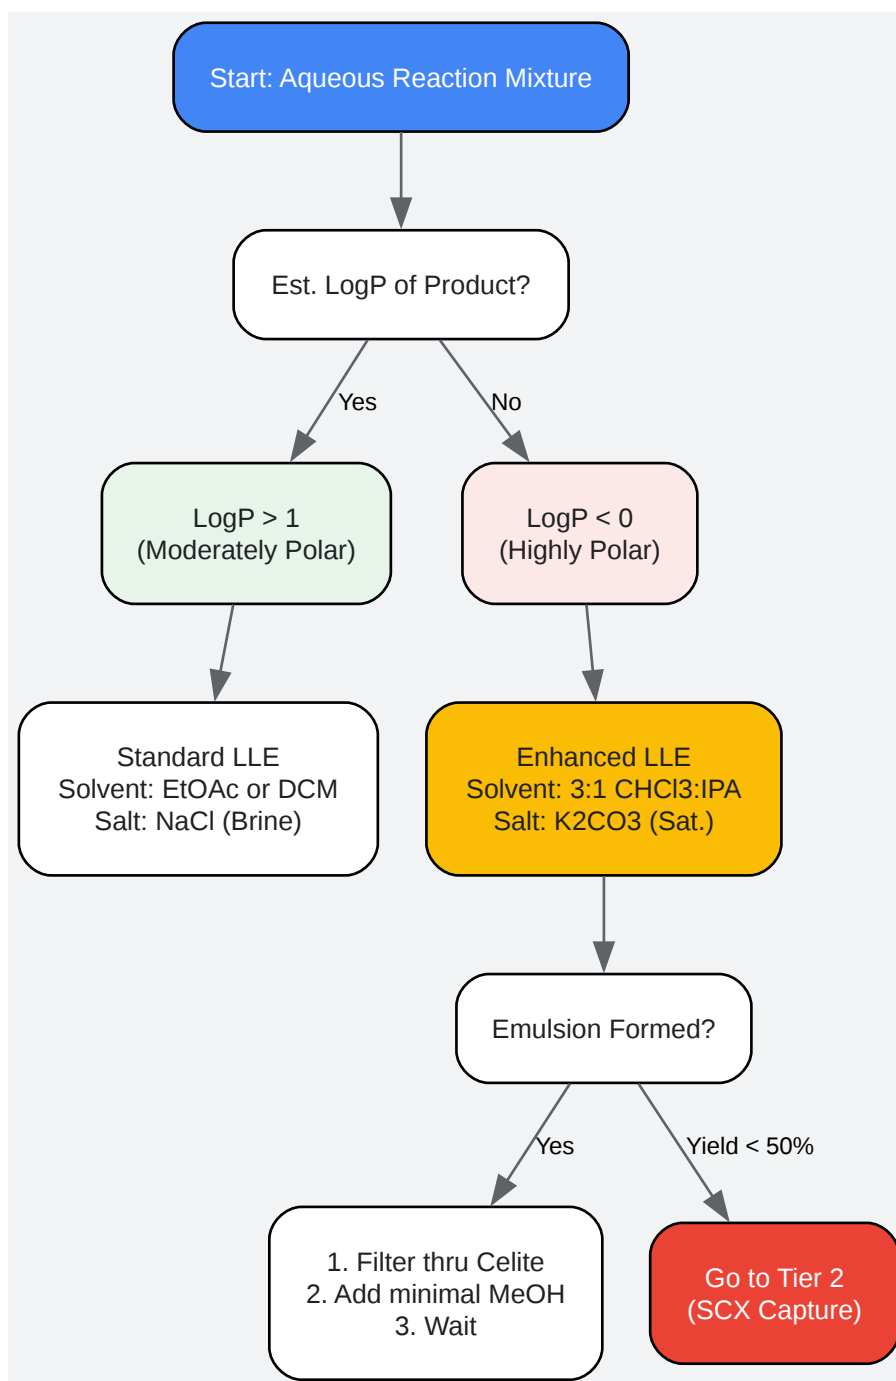 Start: Aqueous Reaction Mixture
Est. LogP of Product?
Yes
No
LogP > 1
(Moderately Polar)
LogP < 0
(Highly Polar)
Standard LLE
Solvent: EtOAc or DCM
Salt: NaCl (Brine)
Enhanced LLE
Solvent: 3:1 CHCl3:IPA
Salt: K2CO3 (Sat.)
Emulsion Formed?
Yes
Yield < 50%
1. Filter thru Celite
2. Add minimal MeOH
3. Wait
Go to Tier 2
(SCX Capture)